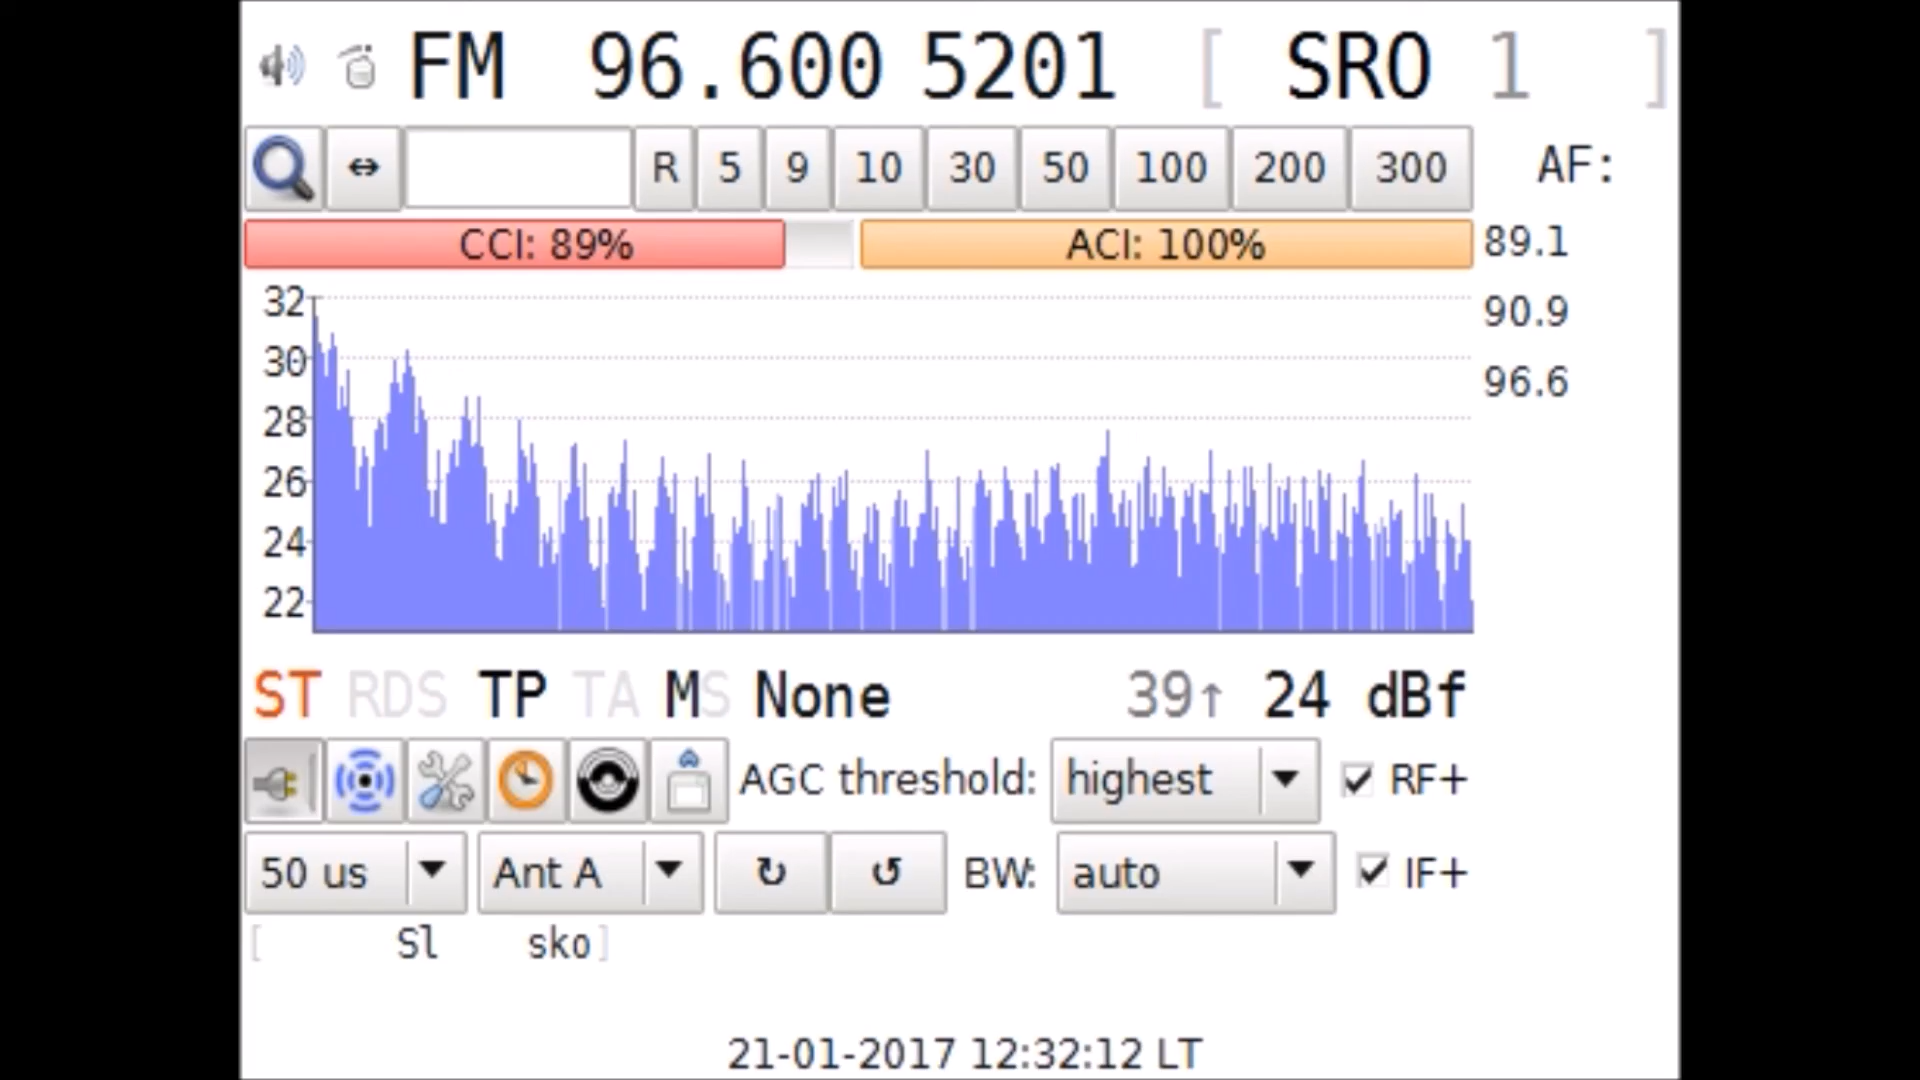 FM 96.600 5201 [ SRO 1 ]
R 5 9 10 30 50 100 200 300 AF:
CCI: 89% ACI: 100% 89.1
90.9
96.6
32
30
28
26
24
22
ST RDS TP TA MS None 39↑ 24 dBf
AGC threshold: highest RF+
50 us Ant A ↻ ↺ BW: auto IF+
[ Sl sko]
21-01-2017 12:32:12 LT